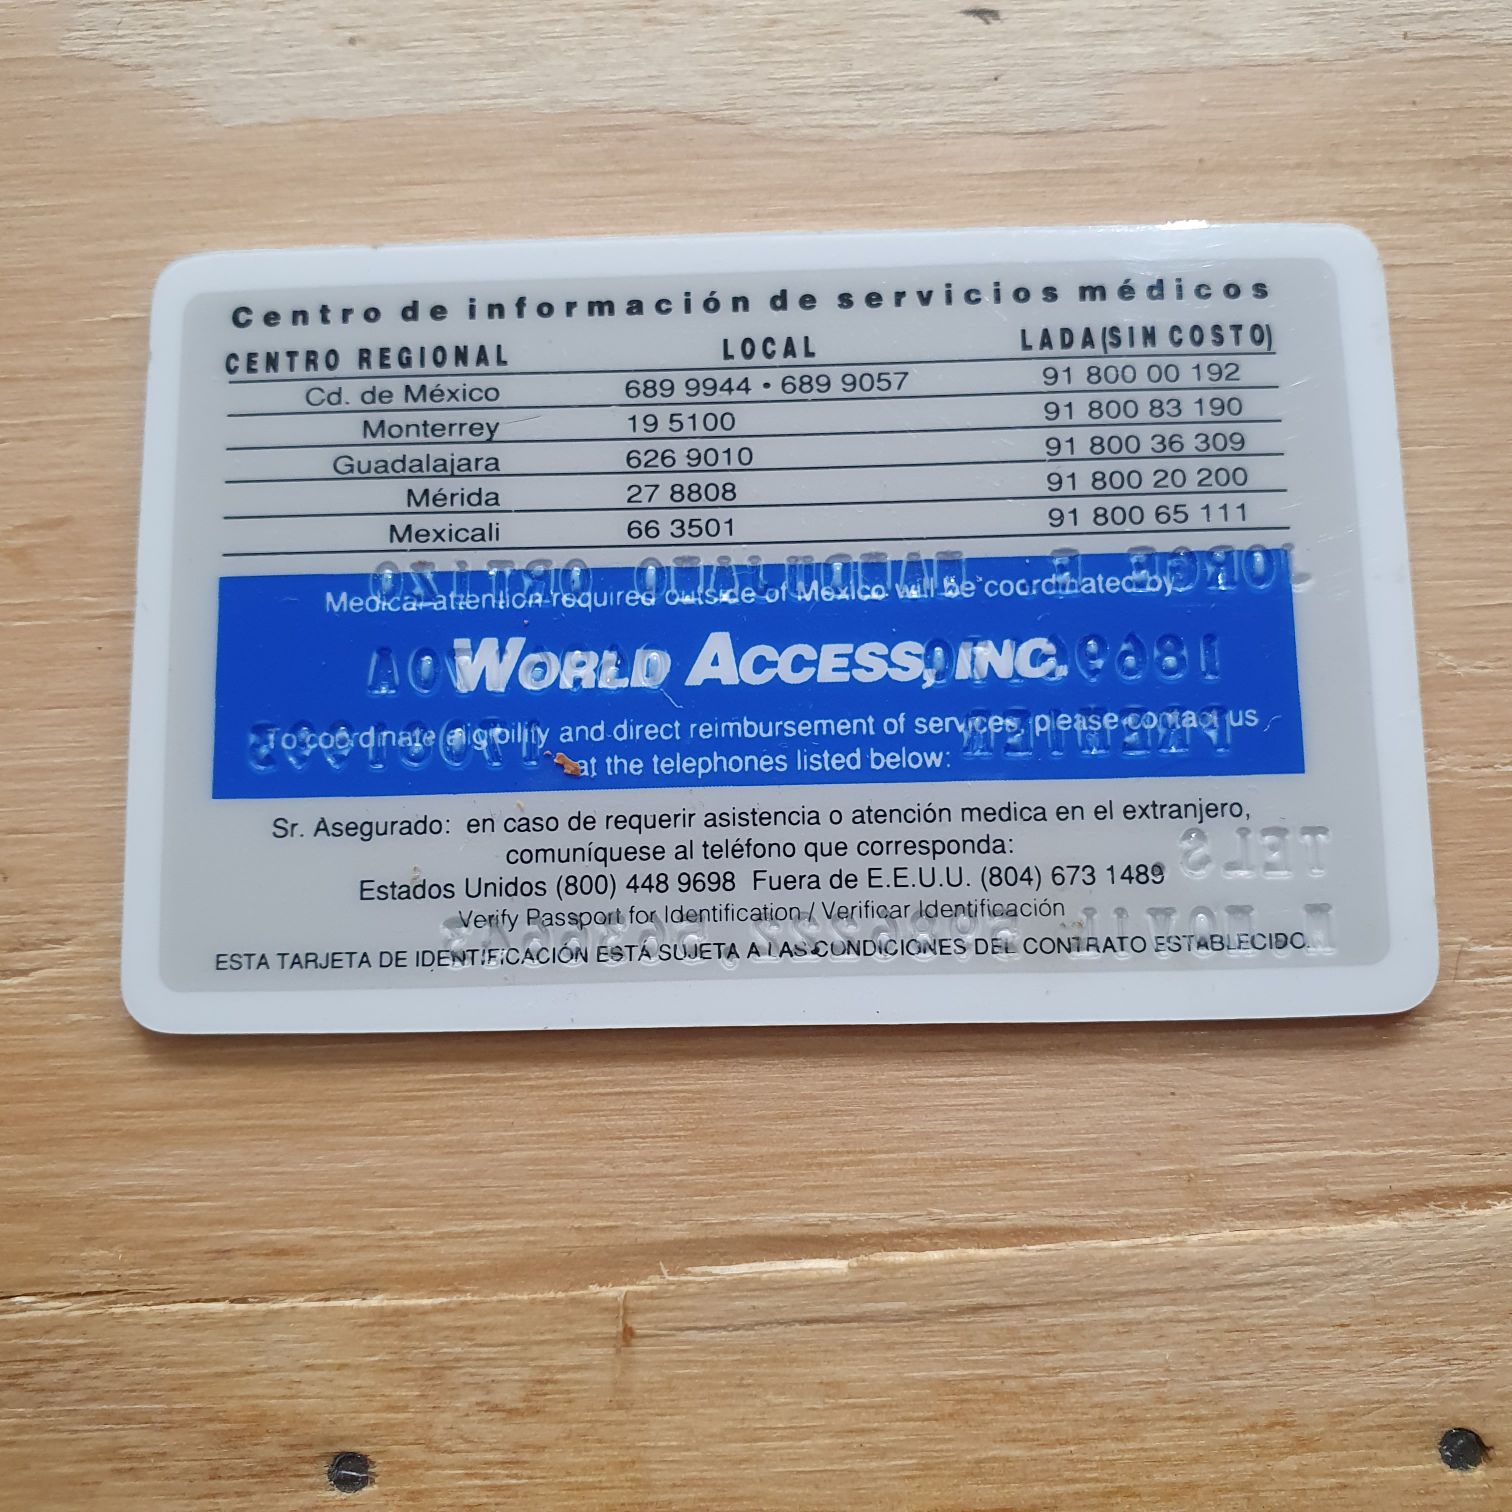 Centro de información de servicios médicos
CENTRO REGIONAL LOCAL LADA(SIN COSTO)
Cd. de México 689 9944 • 689 9057 91 800 00 192
Monterrey 19 5100 91 800 83 190
Guadalajara 626 9010 91 800 36 309
Mérida 27 8808 91 800 20 200
Mexicali 66 3501 91 800 65 111
Medical attention required outside of Mexico will be coordinated by
WORLD ACCESS, INC.
To coordinate eligibility and direct reimbursement of services, please contact us
at the telephones listed below:
Sr. Asegurado: en caso de requerir asistencia o atención medica en el extranjero,
comuníquese al teléfono que corresponda:
Estados Unidos (800) 448 9698 Fuera de E.E.U.U. (804) 673 1489
Verify Passport for Identification / Verificar Identificación
ESTA TARJETA DE IDENTIFICACIÓN ESTÁ SUJETA A LAS CONDICIONES DEL CONTRATO ESTABLECIDO.
JORGE E
TELS.